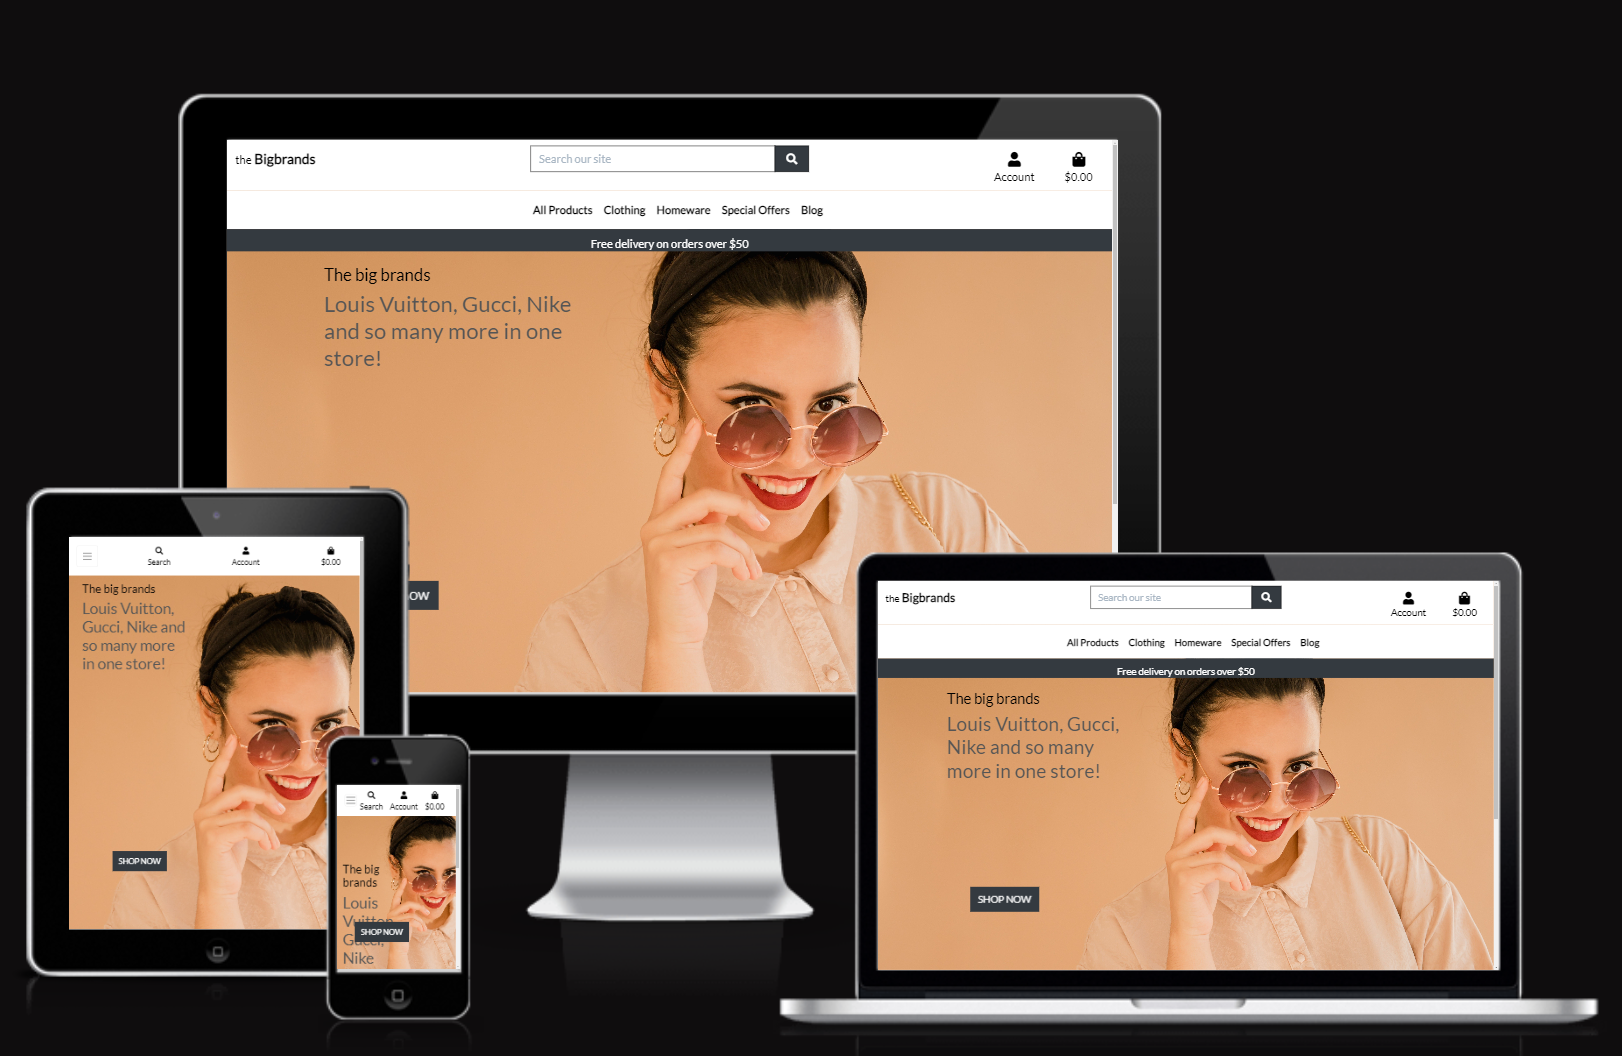 the Bigbrands
Search our site
Account
$0.00
All Products Clothing Homeware Special Offers Blog
Free delivery on orders over $50
The big brands
Louis Vuitton, Gucci, Nike
and so many more in one
store!
OW
Search
Account
$0.00
The big brands
Louis Vuitton,
Gucci, Nike and
so many more
in one store!
SHOP NOW
Search
Account
$0.00
The big
brands
Louis
Vuitton,
Gucci,
Nike
SHOP NOW
the Bigbrands
Search our site
Account
$0.00
All Products Clothing Homeware Special Offers Blog
Free delivery on orders over $50
The big brands
Louis Vuitton, Gucci,
Nike and so many
more in one store!
SHOP NOW